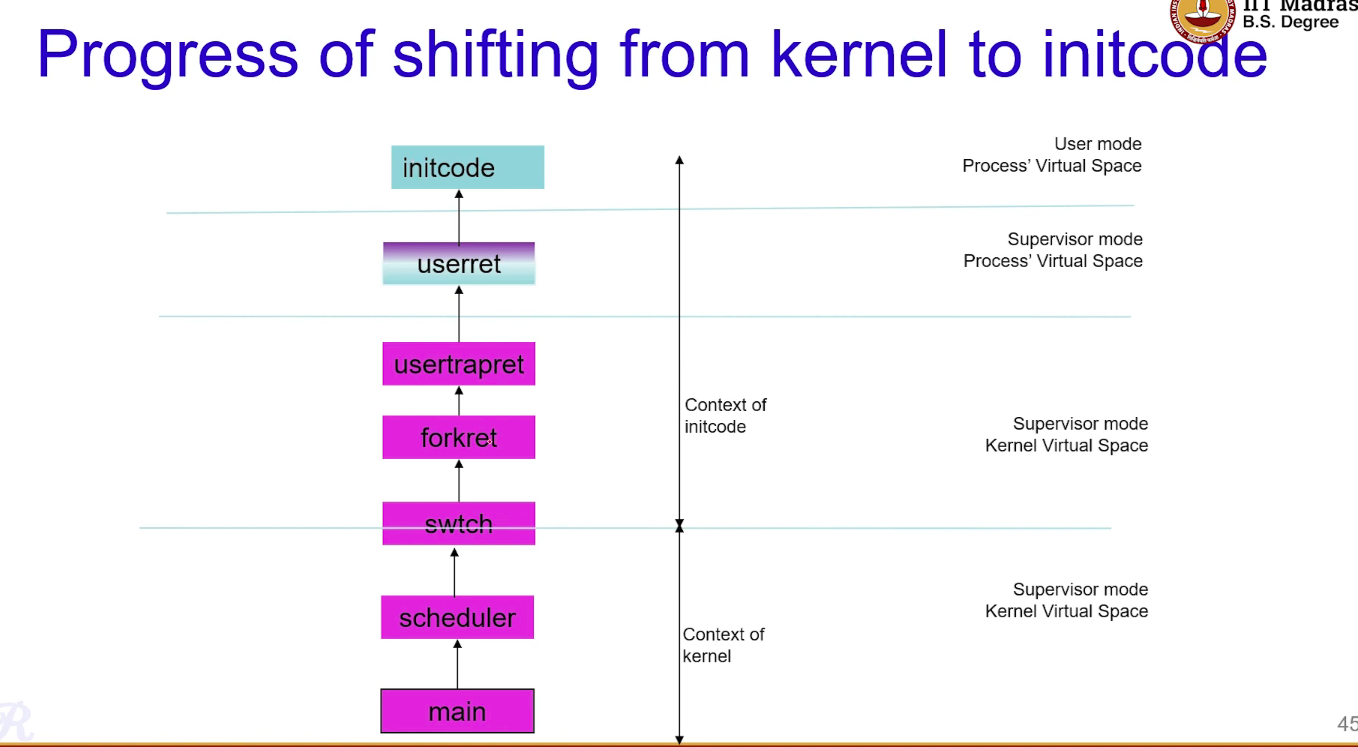 IIT Madras
B.S. Degree
Progress of shifting from kernel to initcode
User mode
Process’ Virtual Space
initcode
Supervisor mode
Process’ Virtual Space
userret
usertrapret
Context of
initcode
Supervisor mode
Kernel Virtual Space
forkret
swtch
Supervisor mode
Kernel Virtual Space
scheduler
Context of
kernel
main
45